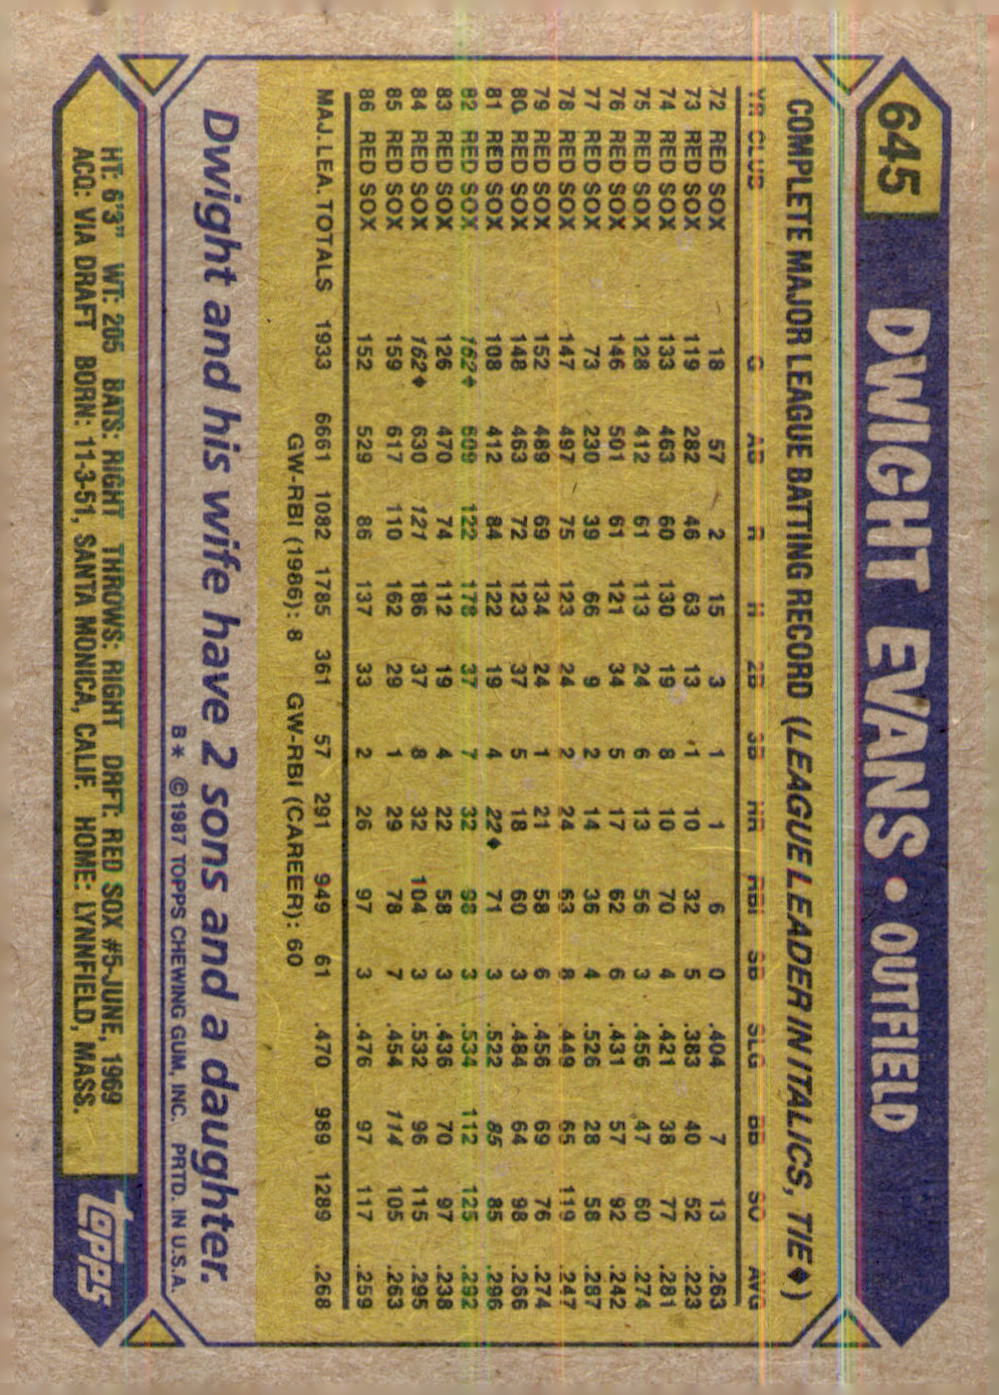 645 DWIGHT EVANS • OUTFIELD
COMPLETE MAJOR LEAGUE BATTING RECORD (LEAGUE LEADER IN ITALICS, TIE♦)
YR CLUB G AB R H 2B 3B HR RBI SB SLG BB SO AVG
72 RED SOX 18 57 2 15 3 1 1 6 0 .404 7 13 .263
73 RED SOX 119 282 46 63 13 1 10 32 5 .383 40 52 .223
74 RED SOX 133 463 60 130 19 8 10 70 4 .421 38 77 .281
75 RED SOX 128 412 61 113 24 6 13 56 3 .456 47 60 .274
76 RED SOX 146 501 61 121 34 5 17 62 6 .431 57 92 .242
77 RED SOX 73 230 39 66 9 2 14 36 4 .526 28 58 .287
78 RED SOX 147 497 75 123 24 2 24 63 8 .449 65 119 .247
79 RED SOX 152 489 69 134 24 1 21 58 6 .456 69 76 .274
80 RED SOX 148 463 72 123 37 5 18 60 3 .484 64 98 .266
81 RED SOX 108 412 84 122 19 4 22♦ 71 3 .522 85 85 .296
82 RED SOX 162♦ 609 122 178 37 7 32 98 3 .534 112 125 .292
83 RED SOX 126 470 74 112 19 4 22 58 3 .436 70 97 .238
84 RED SOX 162♦ 630 121 186 37 8 32 104 3 .532 96 115 .295
85 RED SOX 159 617 110 162 29 1 29 78 7 .454 114 105 .263
86 RED SOX 152 529 86 137 33 2 26 97 3 .476 97 117 .259
MAJ. LEA. TOTALS 1933 6661 1082 1785 361 57 291 949 61 .470 989 1289 .268
GW-RBI (1986): 8 GW-RBI (CAREER): 60
Dwight and his wife have 2 sons and a daughter.
B* ©1987 TOPPS CHEWING GUM, INC. PRTD. IN U.S.A.
HT: 6'3" WT: 205 BATS: RIGHT THROWS: RIGHT DRFT: RED SOX #5-JUNE, 1969
ACQ: VIA DRAFT BORN: 11-3-51, SANTA MONICA, CALIF. HOME: LYNNFIELD, MASS.
topps